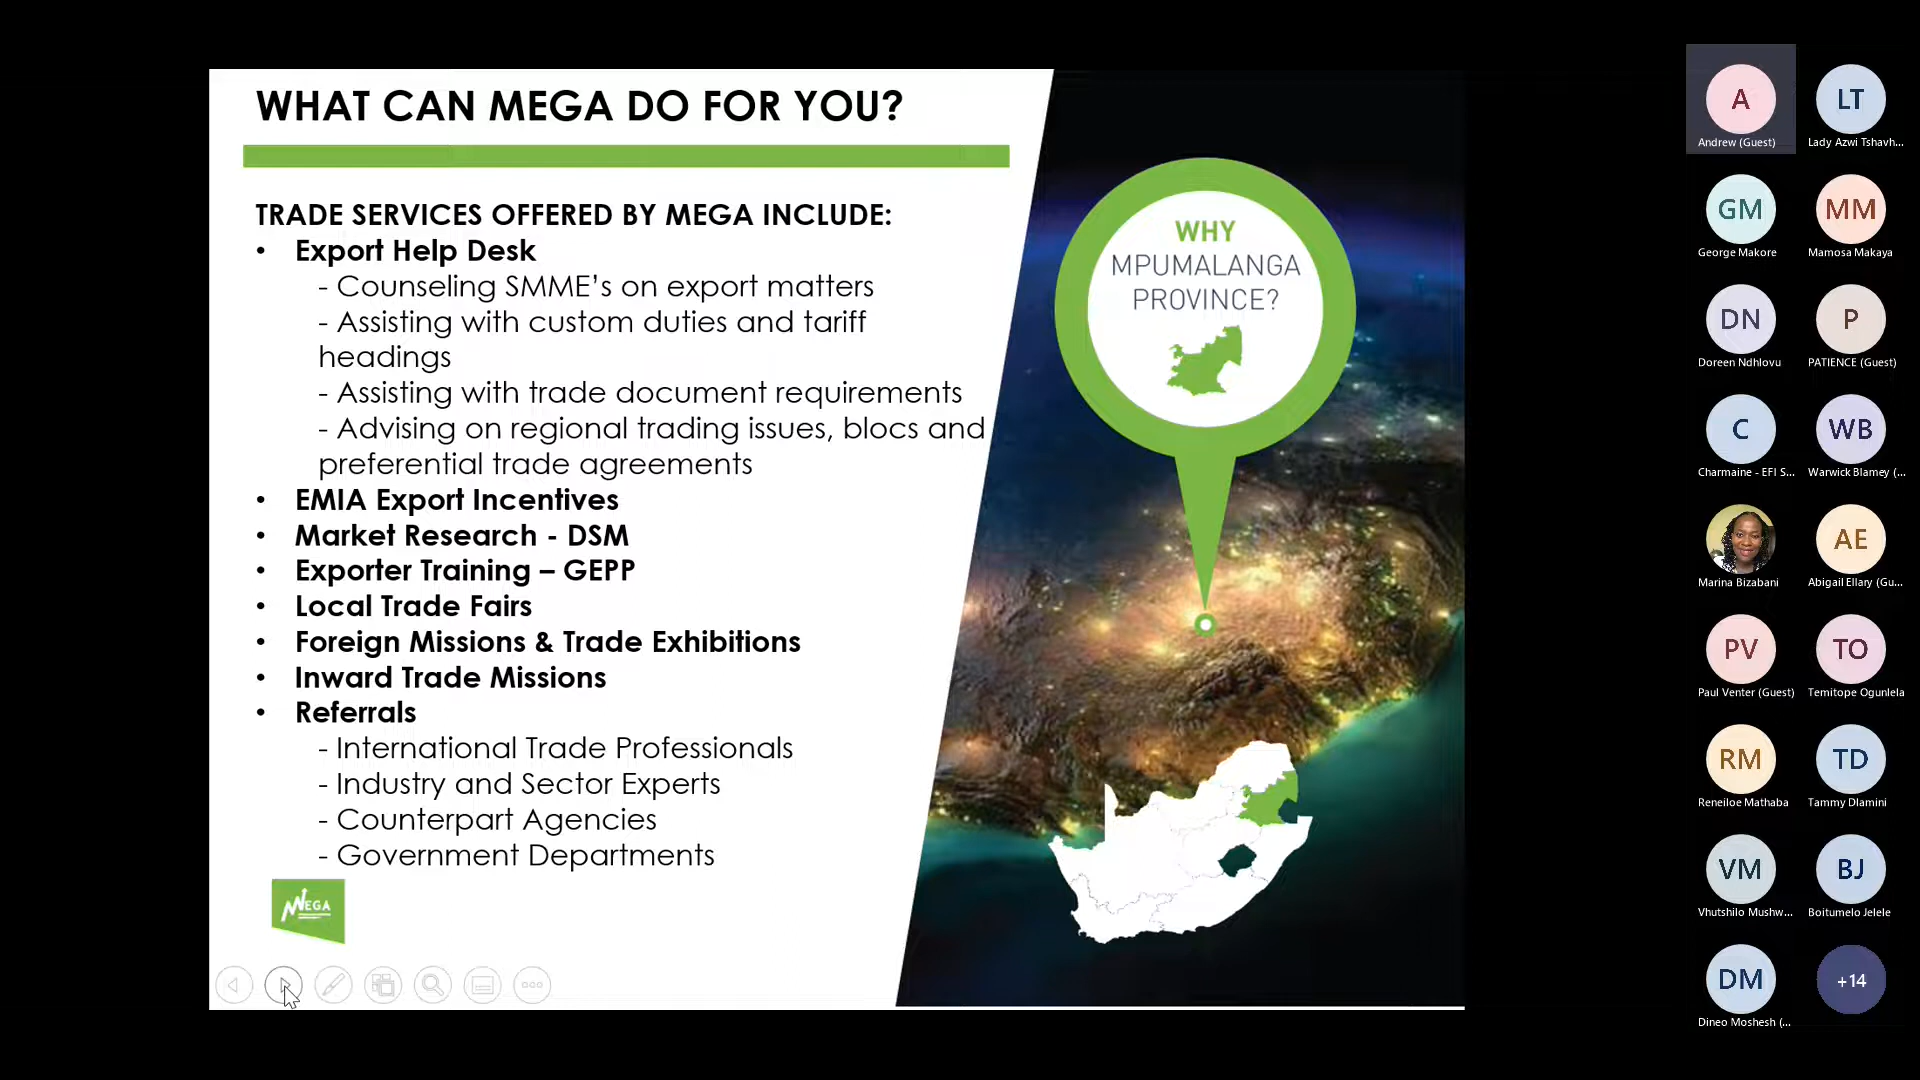 WHAT CAN MEGA DO FOR YOU?
TRADE SERVICES OFFERED BY MEGA INCLUDE:
• Export Help Desk
- Counseling SMME’s on export matters
- Assisting with custom duties and tariff
headings
- Assisting with trade document requirements
- Advising on regional trading issues, blocs and
preferential trade agreements
• EMIA Export Incentives
• Market Research - DSM
• Exporter Training – GEPP
• Local Trade Fairs
• Foreign Missions & Trade Exhibitions
• Inward Trade Missions
• Referrals
- International Trade Professionals
- Industry and Sector Experts
- Counterpart Agencies
- Government Departments
MEGA
WHY
MPUMALANGA
PROVINCE?
A
Andrew (Guest)
LT
Lady Azwi Tshavh...
GM
George Makore
MM
Mamosa Makaya
DN
Doreen Ndhlovu
P
PATIENCE (Guest)
C
Charmaine - EFI S...
WB
Warwick Blamey (...
Marina Bizabani
AE
Abigail Ellary (Gu...
PV
Paul Venter (Guest)
TO
Temitope Ogunlela
RM
Reneiloe Mathaba
TD
Tammy Dlamini
VM
Vhutshilo Mushw...
BJ
Boitumelo Jelele
DM
Dineo Moshesh (...
+14